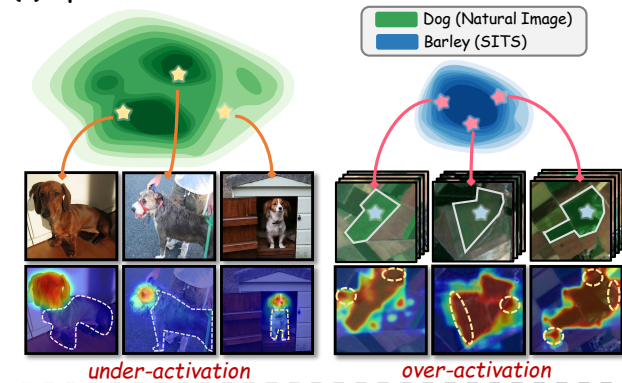 Dog (Natural Image)
Barley (SITS)
under-activation
over-activation